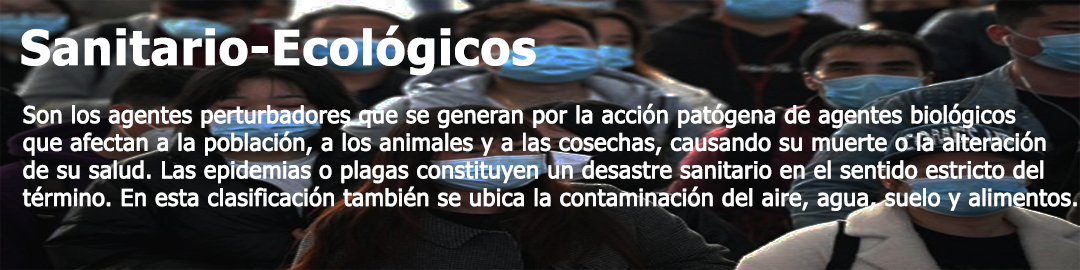 Sanitario-Ecológicos
Son los agentes perturbadores que se generan por la acción patógena de agentes biológicos
que afectan a la población, a los animales y a las cosechas, causando su muerte o la alteración
de su salud. Las epidemias o plagas constituyen un desastre sanitario en el sentido estricto del
término. En esta clasificación también se ubica la contaminación del aire, agua, suelo y alimentos.